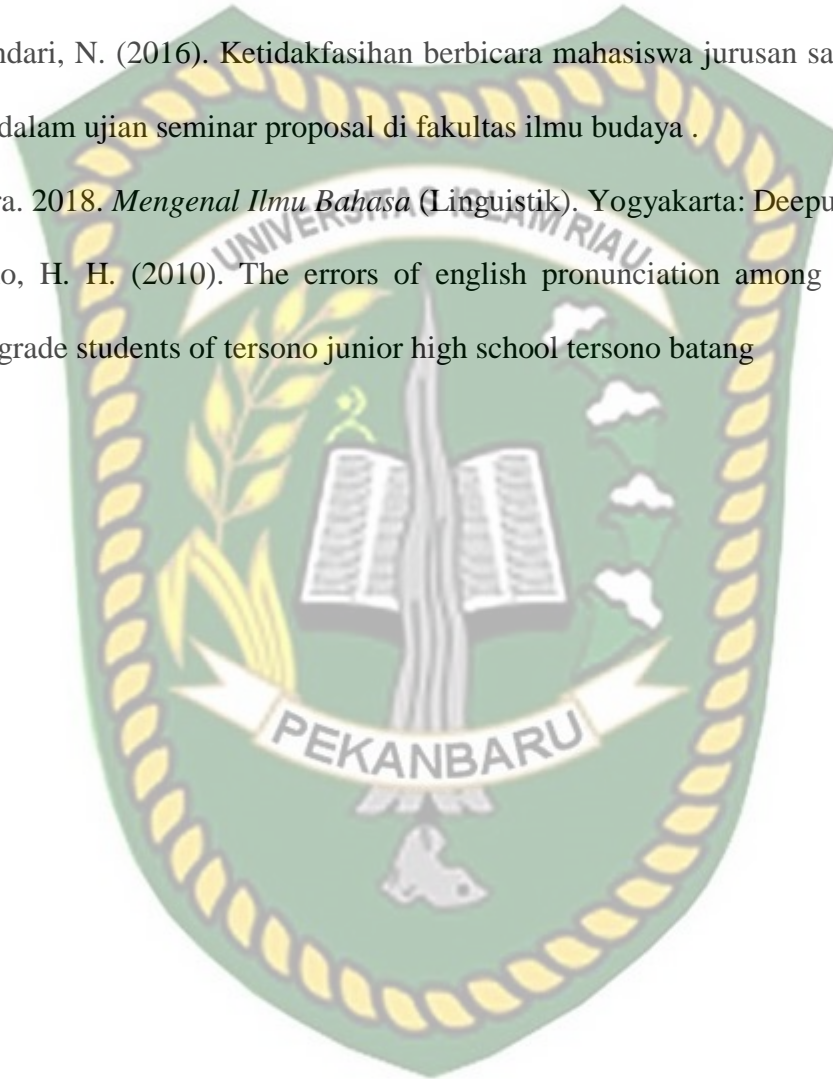 ndari, N. (2016). Ketidakfasihan berbicara mahasiswa jurusan sa
dalam ujian seminar proposal di fakultas ilmu budaya .
ra. 2018. Mengenal Ilmu Bahasa (Linguistik). Yogyakarta: Deepu
UNIVERSITAS ISLAM RIAU
o, H. H. (2010). The errors of english pronunciation among
grade students of tersono junior high school tersono batang
PEKANBARU